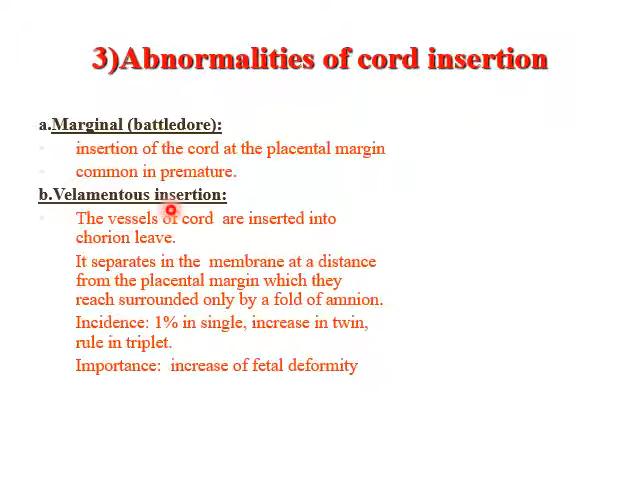 3)Abnormalities of cord insertion
a.Marginal (battledore):
insertion of the cord at the placental margin
common in premature.
b.Velamentous insertion:
The vessels of cord are inserted into
chorion leave.
It separates in the membrane at a distance
from the placental margin which they
reach surrounded only by a fold of amnion.
Incidence: 1% in single, increase in twin,
rule in triplet.
Importance: increase of fetal deformity